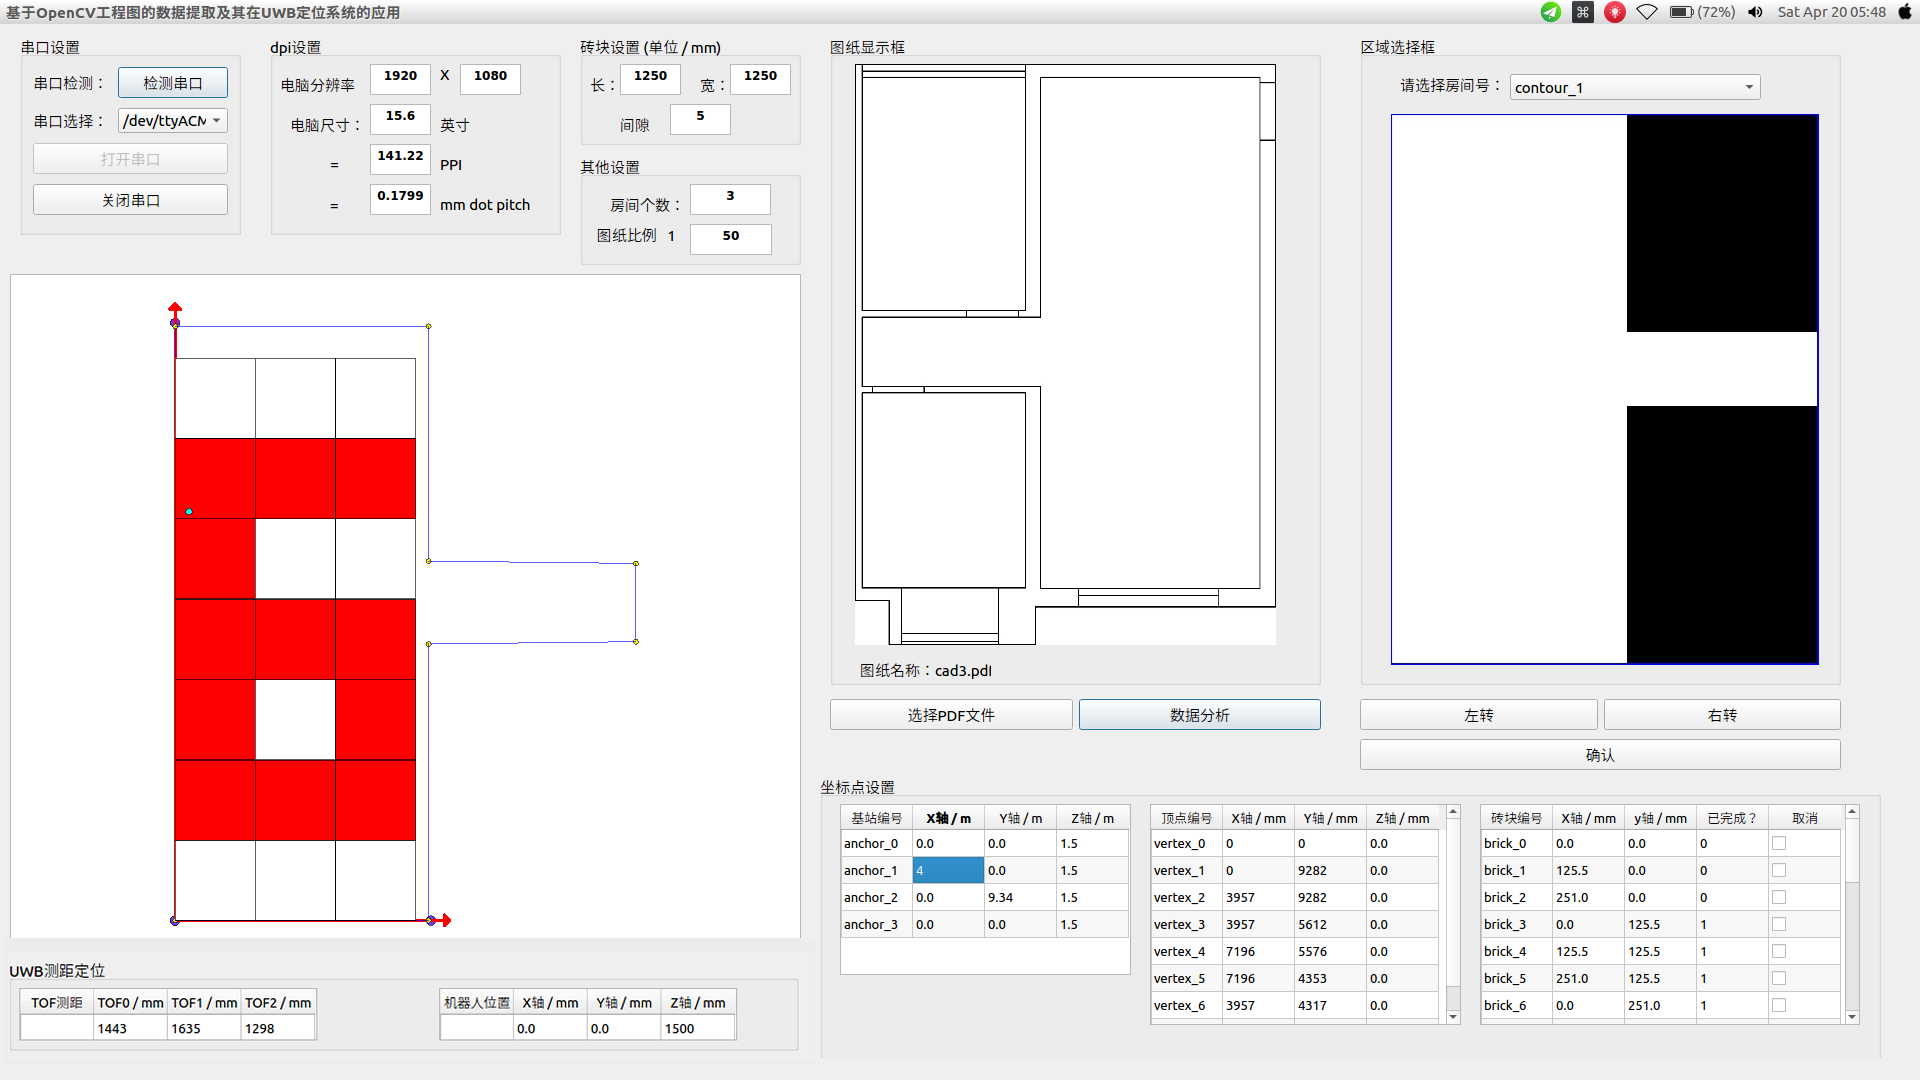 基于OpenCV工程图的数据提取及其在UWB定位系统的应用
(72%) Sat Apr 20 05:48
串口设置
串口检测： 检测串口
串口选择： /dev/ttyACM
打开串口
关闭串口
dpi设置
电脑分辨率 1920 X 1080
电脑尺寸： 15.6 英寸
= 141.22 PPI
= 0.1799 mm dot pitch
砖块设置 (单位 / mm)
长： 1250 宽： 1250
间隙 5
其他设置
房间个数： 3
图纸比例 1 50
图纸显示框
图纸名称：cad3.pdf
选择PDF文件 数据分析
区域选择框
请选择房间号： contour_1
左转 右转
确认
坐标点设置
基站编号 X轴 / m Y轴 / m Z轴 / m
anchor_0 0.0 0.0 1.5
anchor_1 4 0.0 1.5
anchor_2 0.0 9.34 1.5
anchor_3 0.0 0.0 1.5
顶点编号 X轴 / mm Y轴 / mm Z轴 / mm
vertex_0 0 0 0.0
vertex_1 0 9282 0.0
vertex_2 3957 9282 0.0
vertex_3 3957 5612 0.0
vertex_4 7196 5576 0.0
vertex_5 7196 4353 0.0
vertex_6 3957 4317 0.0
砖块编号 X轴 / mm y轴 / mm 已完成？ 取消
brick_0 0.0 0.0 0
brick_1 125.5 0.0 0
brick_2 251.0 0.0 0
brick_3 0.0 125.5 1
brick_4 125.5 125.5 1
brick_5 251.0 125.5 1
brick_6 0.0 251.0 1
UWB测距定位
TOF测距 TOF0 / mm TOF1 / mm TOF2 / mm
1443 1635 1298
机器人位置 X轴 / mm Y轴 / mm Z轴 / mm
0.0 0.0 1500